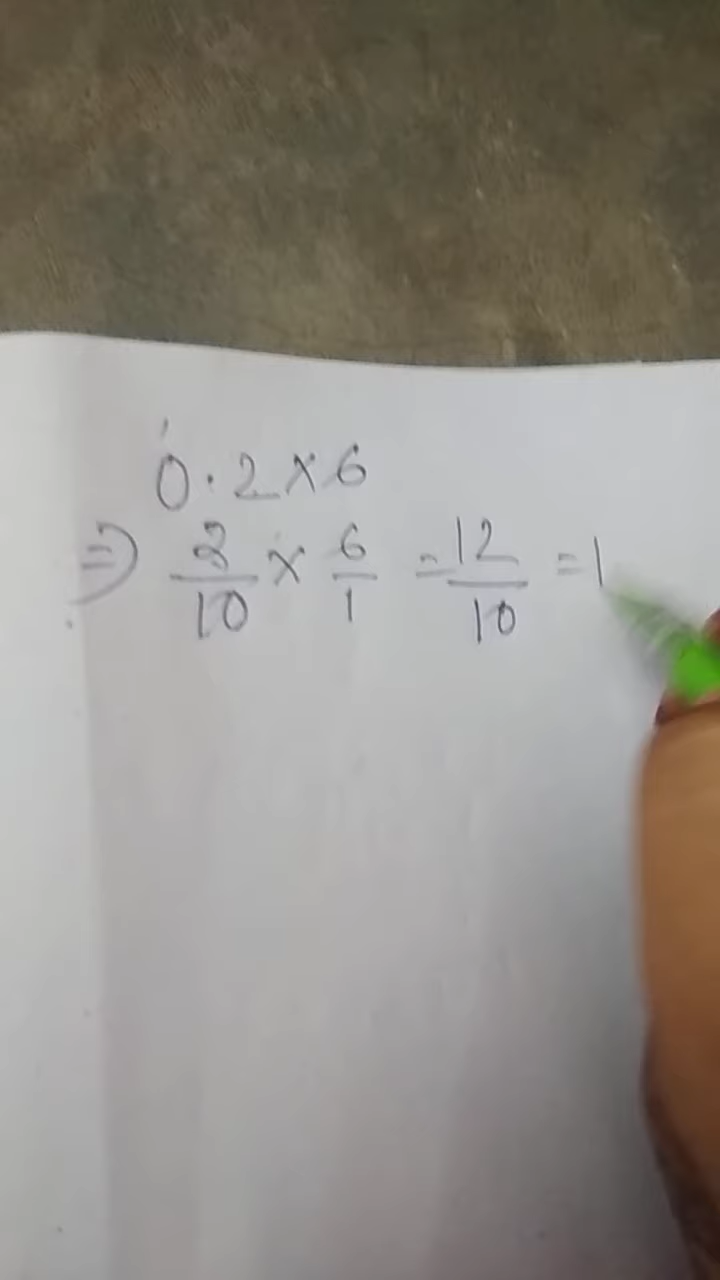 0.2×6
⇒ 2/10 × 6/1 = 12/10 = 1